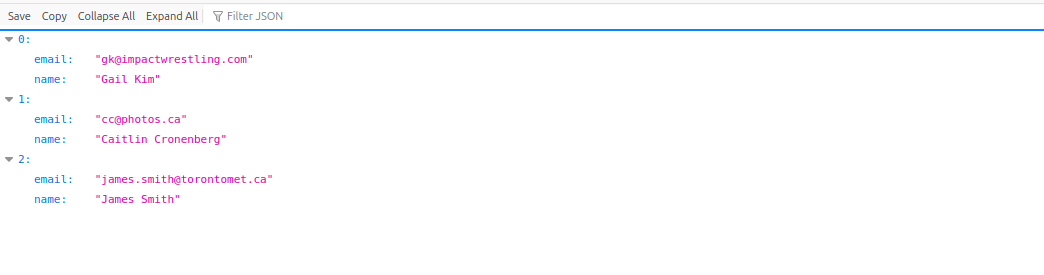 Save Copy Collapse All Expand All Filter JSON
0:
email: "gk@impactwrestling.com"
name: "Gail Kim"
1:
email: "cc@photos.ca"
name: "Caitlin Cronenberg"
2:
email: "james.smith@torontomet.ca"
name: "James Smith"